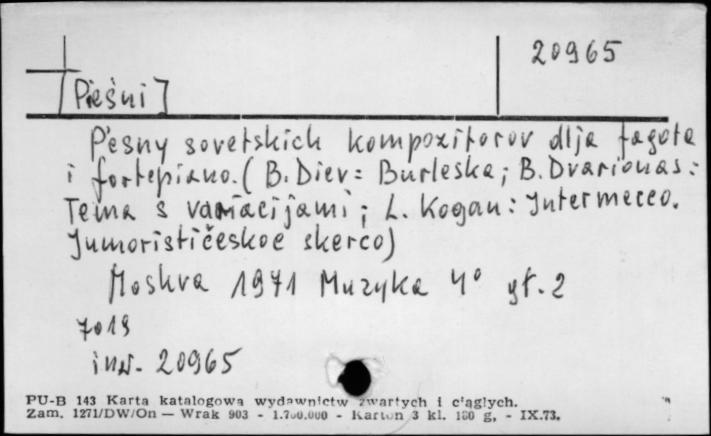 20965
[Pieśni]
P'esny sovetskich kompozitorov dlja fagota
i fortepiano. ( B. Diev: Burleska; B. Dvarionas:
Tema s variacijami; L. Kogan: Intermecco.
Jumorističeskoe skerco)
Moskva 1971 Muzyka 4° gł. 2
7019
inw. 20965
PU-B 143 Karta katalogowa wydawnictw zwartych i ciągłych.
Zam. 1271/DW/On — Wrak 903 - 1.700.000 - Karton 3 kl. 180 g, - IX.73.